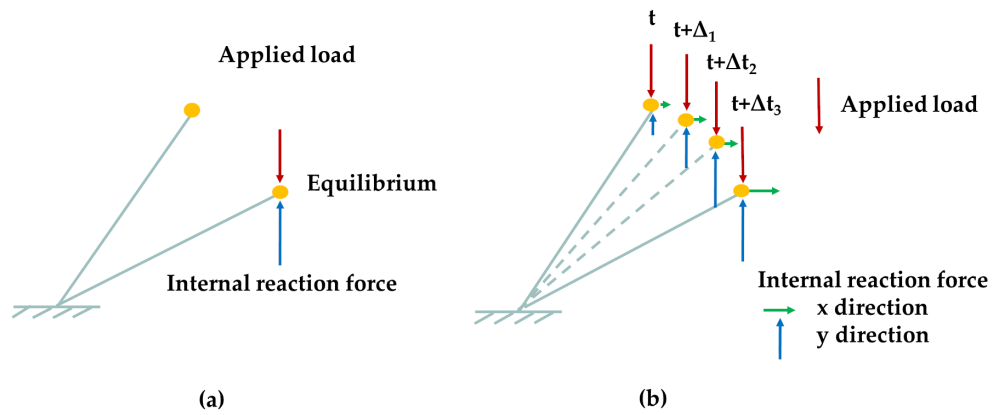 Applied load
Equilibrium
Internal reaction force
(a)
t
t+Δ₁
t+Δt₂
t+Δt₃
Applied load
Internal reaction force
x direction
y direction
(b)